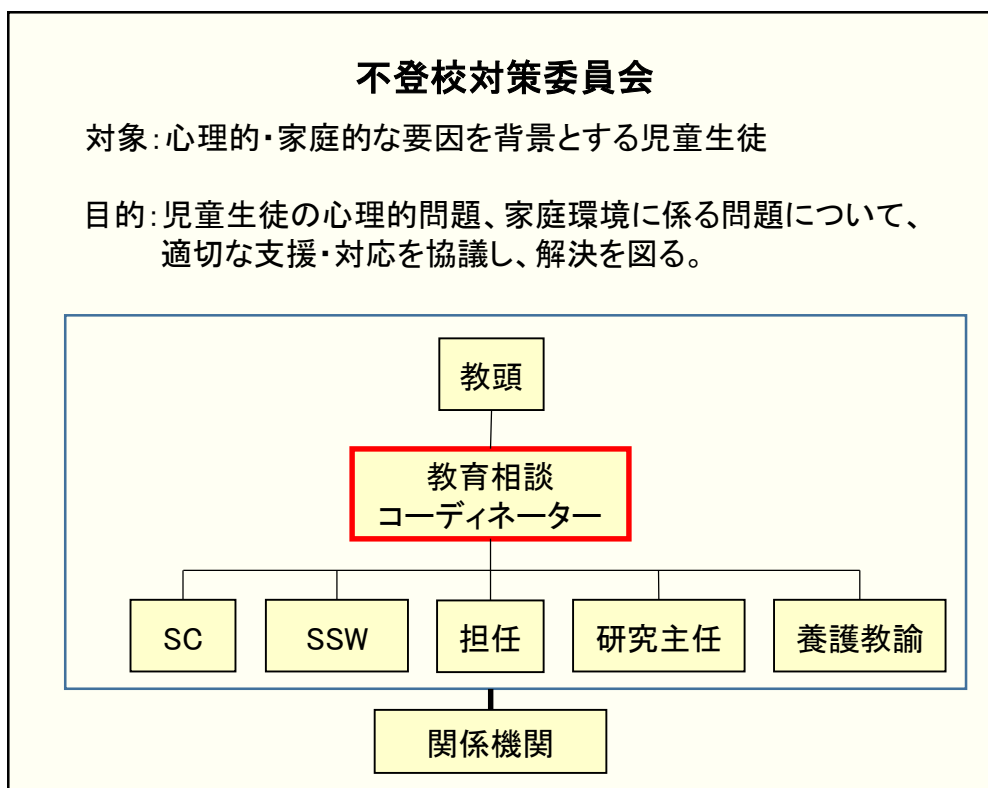 不登校対策委員会
対象：心理的・家庭的な要因を背景とする児童生徒
目的：児童生徒の心理的問題、家庭環境に係る問題について、
適切な支援・対応を協議し、解決を図る。
教頭
教育相談
コーディネーター
SC
SSW
担任
研究主任
養護教諭
関係機関